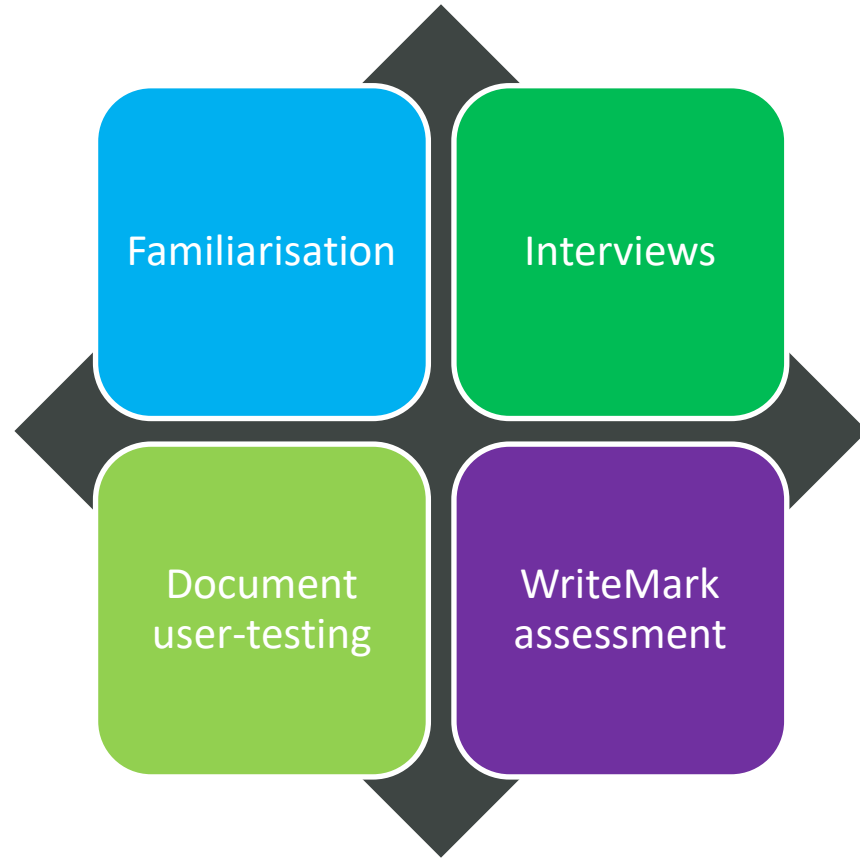 Familiarisation
Interviews
Document
user-testing
WriteMark
assessment